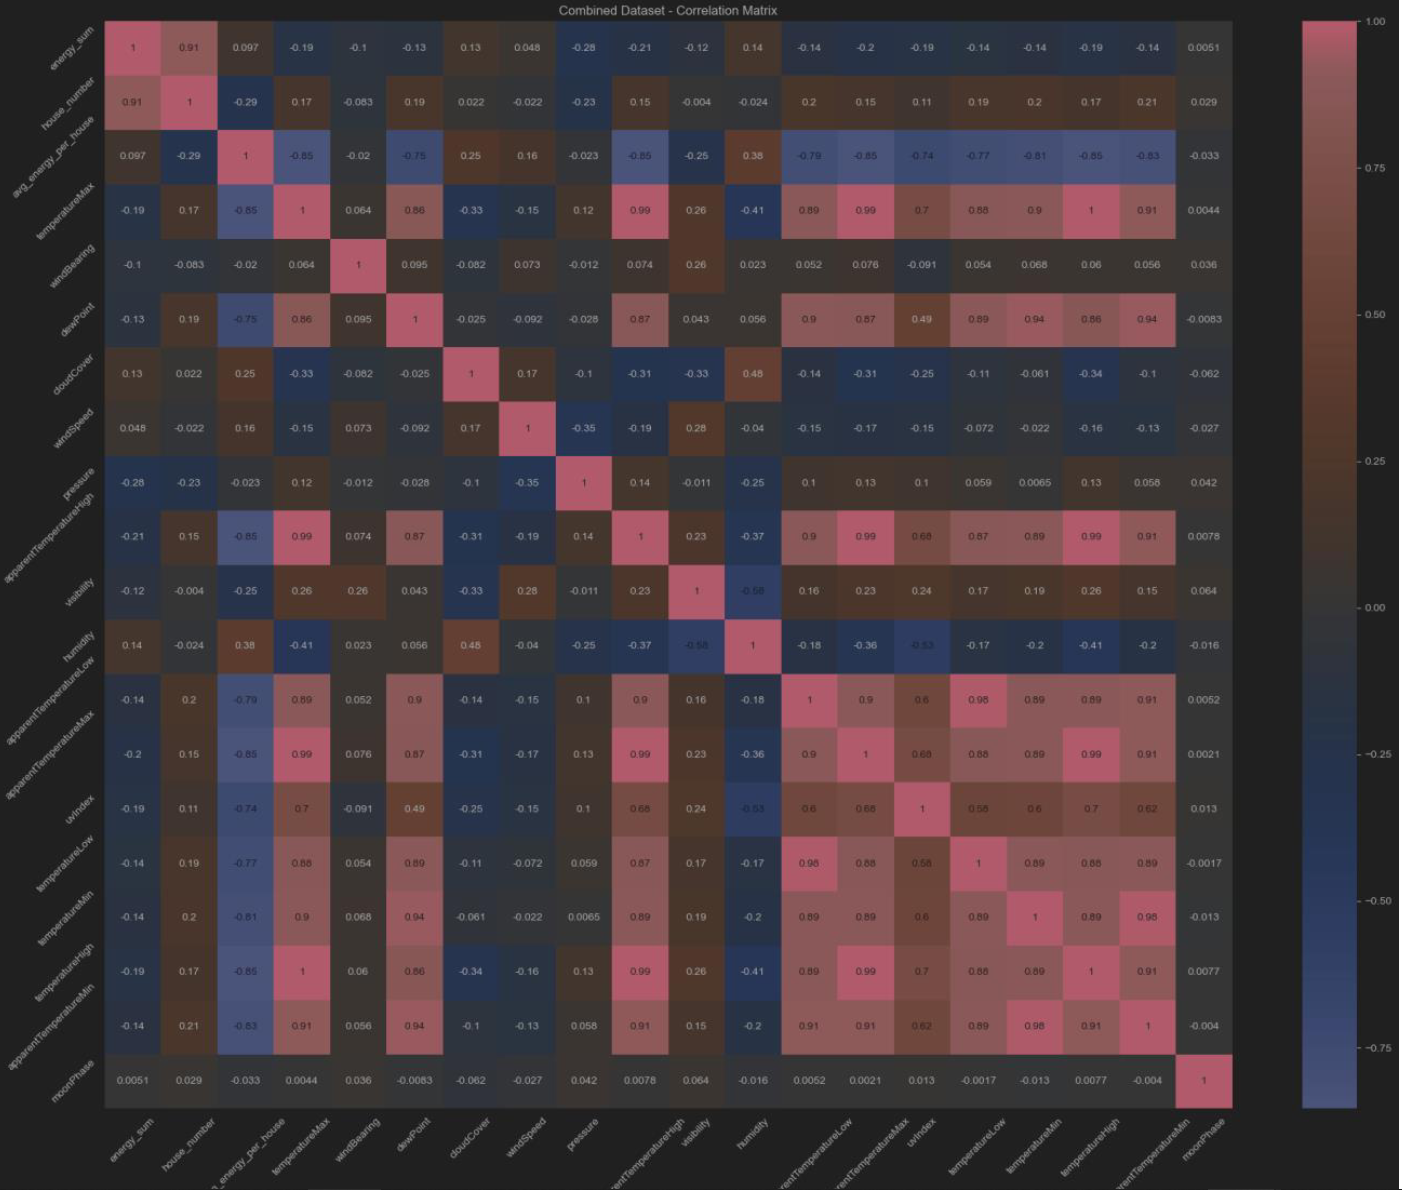 Combined Dataset - Correlation Matrix
energy_sum 1 0.91 0.097 -0.19 -0.1 -0.13 0.13 0.048 -0.28 -0.21 -0.12 0.14 -0.14 -0.2 -0.19 -0.14 -0.14 -0.19 -0.14 0.0051
house_number 0.91 1 -0.29 0.17 -0.083 0.19 0.022 -0.022 -0.23 0.15 -0.004 -0.024 0.2 0.15 0.11 0.19 0.2 0.17 0.21 0.029
avg_energy_per_house 0.097 -0.29 1 -0.85 -0.02 -0.75 0.25 0.16 -0.023 -0.85 -0.25 0.38 -0.79 -0.85 -0.74 -0.77 -0.81 -0.85 -0.83 -0.033
temperatureMax -0.19 0.17 -0.85 1 0.064 0.86 -0.33 -0.15 0.12 0.99 0.26 -0.41 0.89 0.99 0.7 0.88 0.9 1 0.91 0.0044
windBearing -0.1 -0.083 -0.02 0.064 1 0.095 -0.082 0.073 -0.012 0.074 0.26 0.023 0.052 0.076 -0.091 0.054 0.068 0.06 0.056 0.036
dewPoint -0.13 0.19 -0.75 0.86 0.095 1 -0.025 -0.092 -0.028 0.87 0.043 0.056 0.9 0.87 0.49 0.89 0.94 0.86 0.94 -0.0083
cloudCover 0.13 0.022 0.25 -0.33 -0.082 -0.025 1 0.17 -0.1 -0.31 -0.33 0.48 -0.14 -0.31 -0.25 -0.11 -0.061 -0.34 -0.1 -0.062
windSpeed 0.048 -0.022 0.16 -0.15 0.073 -0.092 0.17 1 -0.35 -0.19 0.28 -0.04 -0.15 -0.17 -0.15 -0.072 -0.022 -0.16 -0.13 -0.027
pressure -0.28 -0.23 -0.023 0.12 -0.012 -0.028 -0.1 -0.35 1 0.14 -0.011 -0.25 0.1 0.13 0.1 0.059 0.0065 0.13 0.058 0.042
apparentTemperatureHigh -0.21 0.15 -0.85 0.99 0.074 0.87 -0.31 -0.19 0.14 1 0.23 -0.37 0.9 0.99 0.68 0.87 0.89 0.99 0.91 0.0078
visibility -0.12 -0.004 -0.25 0.26 0.26 0.043 -0.33 0.28 -0.011 0.23 1 -0.58 0.16 0.23 0.24 0.17 0.19 0.26 0.15 0.064
humidity 0.14 -0.024 0.38 -0.41 0.023 0.056 0.48 -0.04 -0.25 -0.37 -0.58 1 -0.18 -0.36 -0.53 -0.17 -0.2 -0.41 -0.2 -0.016
apparentTemperatureLow -0.14 0.2 -0.79 0.89 0.052 0.9 -0.14 -0.15 0.1 0.9 0.16 -0.18 1 0.9 0.6 0.98 0.89 0.89 0.91 0.0052
apparentTemperatureMax -0.2 0.15 -0.85 0.99 0.076 0.87 -0.31 -0.17 0.13 0.99 0.23 -0.36 0.9 1 0.68 0.88 0.89 0.99 0.91 0.0021
uvIndex -0.19 0.11 -0.74 0.7 -0.091 0.49 -0.25 -0.15 0.1 0.68 0.24 -0.53 0.6 0.68 1 0.58 0.6 0.7 0.62 0.013
temperatureLow -0.14 0.19 -0.77 0.88 0.054 0.89 -0.11 -0.072 0.059 0.87 0.17 -0.17 0.98 0.88 0.58 1 0.89 0.88 0.89 -0.0017
temperatureMin -0.14 0.2 -0.81 0.9 0.068 0.94 -0.061 -0.022 0.0065 0.89 0.19 -0.2 0.89 0.89 0.6 0.89 1 0.89 0.98 -0.013
temperatureHigh -0.19 0.17 -0.85 1 0.06 0.86 -0.34 -0.16 0.13 0.99 0.26 -0.41 0.89 0.99 0.7 0.88 0.89 1 0.91 0.0077
apparentTemperatureMin -0.14 0.21 -0.83 0.91 0.056 0.94 -0.1 -0.13 0.058 0.91 0.15 -0.2 0.91 0.91 0.62 0.89 0.98 0.91 1 -0.004
moonPhase 0.0051 0.029 -0.033 0.0044 0.036 -0.0083 -0.062 -0.027 0.042 0.0078 0.064 -0.016 0.0052 0.0021 0.013 -0.0017 -0.013 0.0077 -0.004 1
energy_sum house_number g_energy_per_house temperatureMax windBearing dewPoint cloudCover windSpeed pressure rentTemperatureHigh visibility humidity rentTemperatureLow rentTemperatureMax uvIndex temperatureLow temperatureMin temperatureHigh rentTemperatureMin moonPhase
1.00
0.75
0.50
0.25
0.00
-0.25
-0.50
-0.75